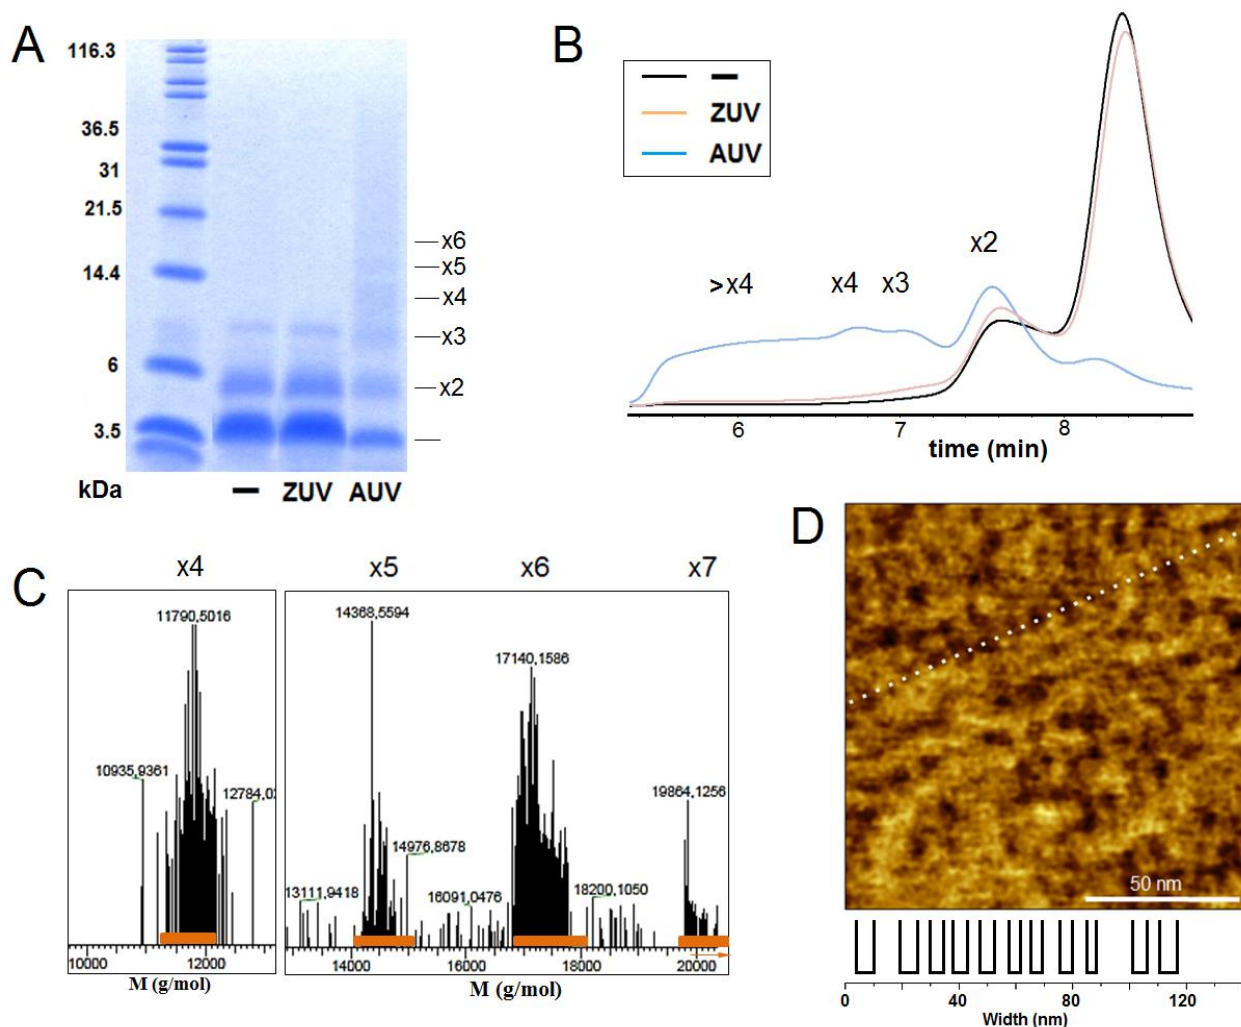 A
116.3
36.5
31
21.5
14.4
6
3.5
kDa
x6
x5
x4
x3
x2
— ZUV AUV
B
—
ZUV
AUV
>x4 x4 x3 x2
6 7 8
time (min)
C
x4 x5 x6 x7
11790,5016
10935,9361
10000 12000
M (g/mol)
14368,5594
17140,1586
19864,1256
14976,8678
13111,9418
16091,0476
18200,1050
14000 16000 18000 20000
M (g/mol)
D
50 nm
0 40 80 120
Width (nm)